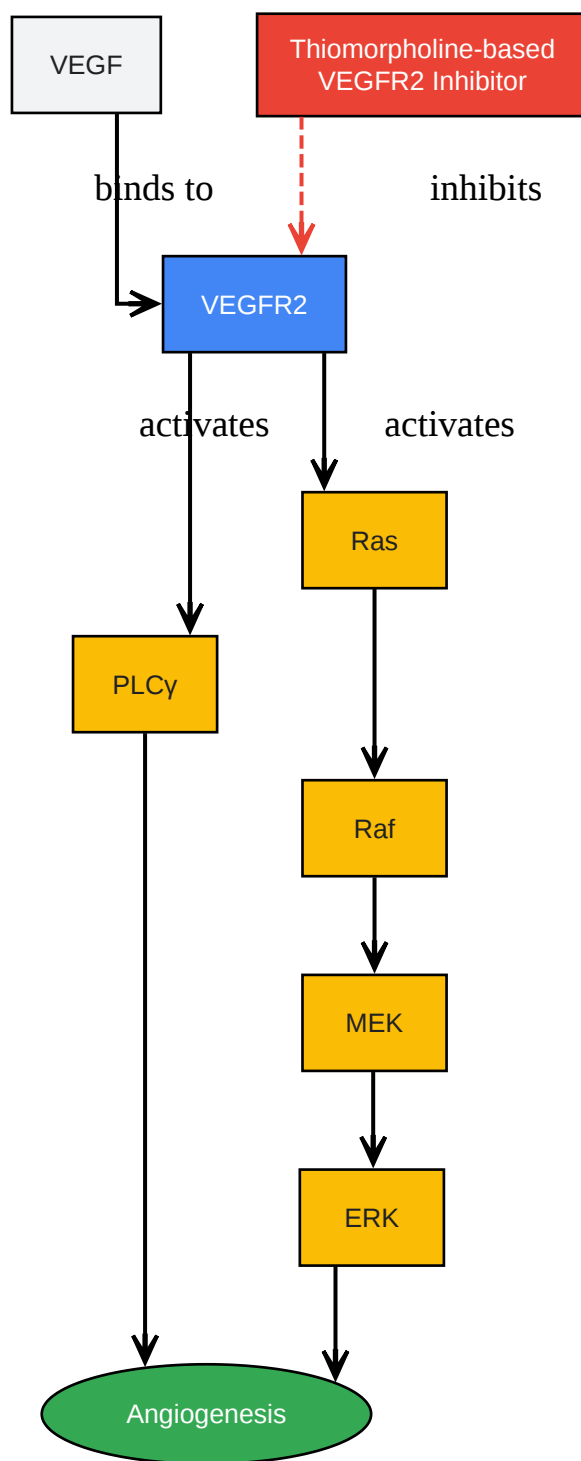 VEGF
Thiomorpholine-based
VEGFR2 Inhibitor
binds to
inhibits
VEGFR2
activates
activates
Ras
PLCγ
Raf
MEK
ERK
Angiogenesis